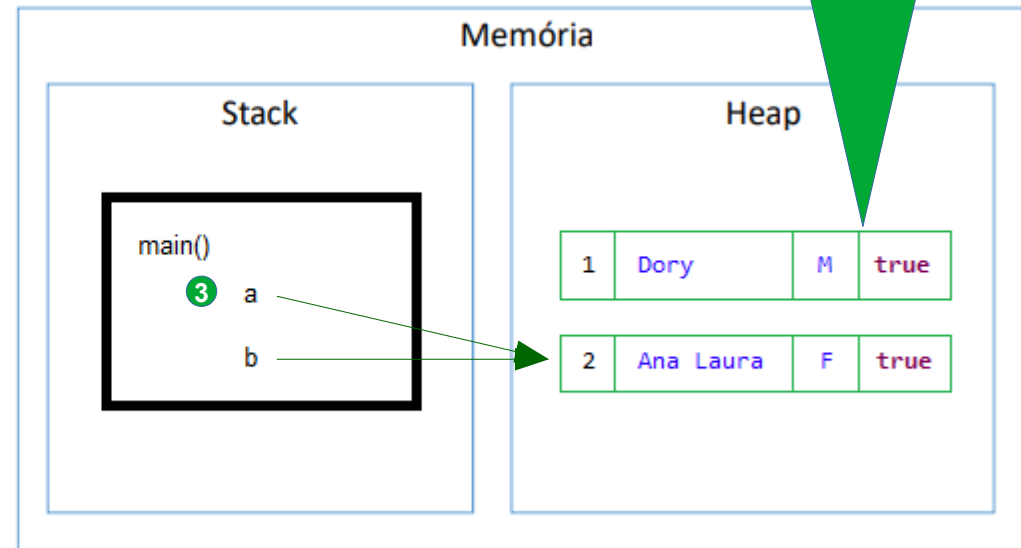 Memória
Stack
Heap
main()
3 a
b
1 Dory M true
2 Ana Laura F true